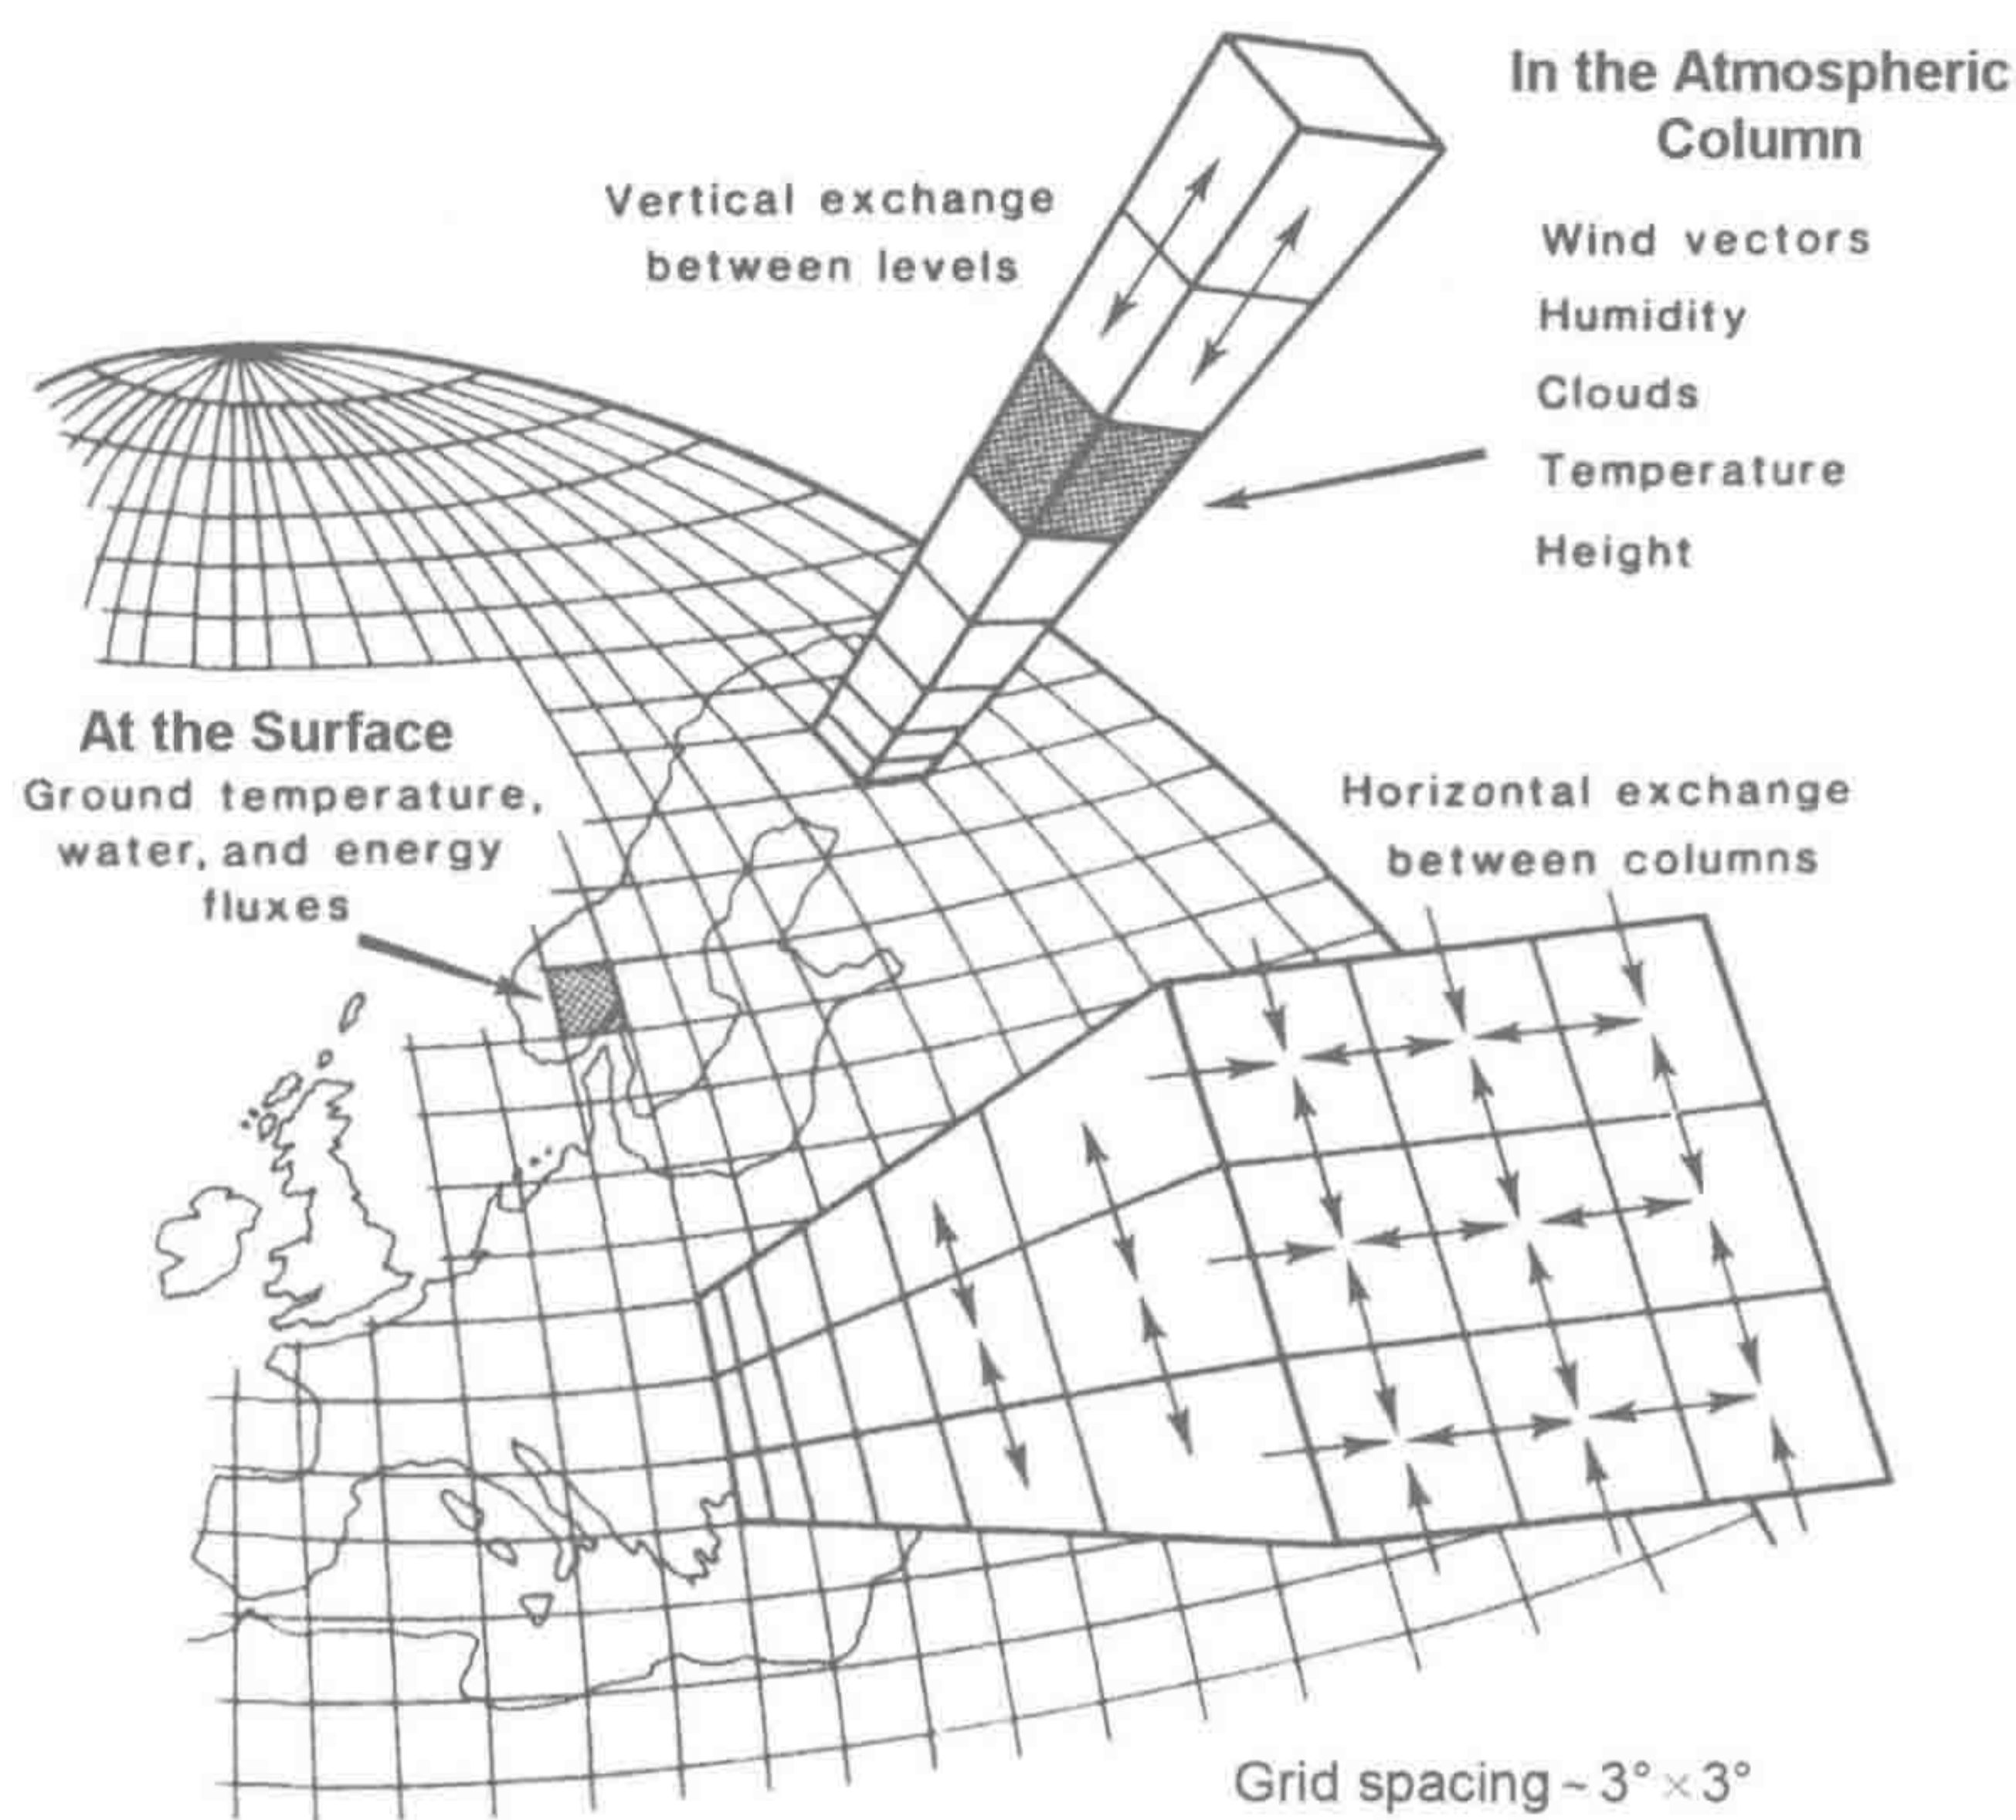 In the Atmospheric
Column
Wind vectors
Humidity
Clouds
Temperature
Height
Vertical exchange
between levels
At the Surface
Ground temperature,
water, and energy
fluxes
Horizontal exchange
between columns
Grid spacing ~ 3° × 3°